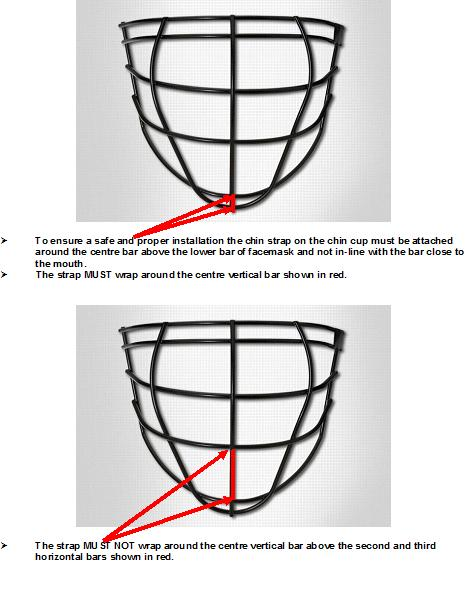 To ensure a safe and proper installation the chin strap on the chin cup must be attached
around the centre bar above the lower bar of facemask and not in-line with the bar close to
the mouth.
The strap MUST wrap around the centre vertical bar shown in red.
The strap MUST NOT wrap around the centre vertical bar above the second and third
horizontal bars shown in red.